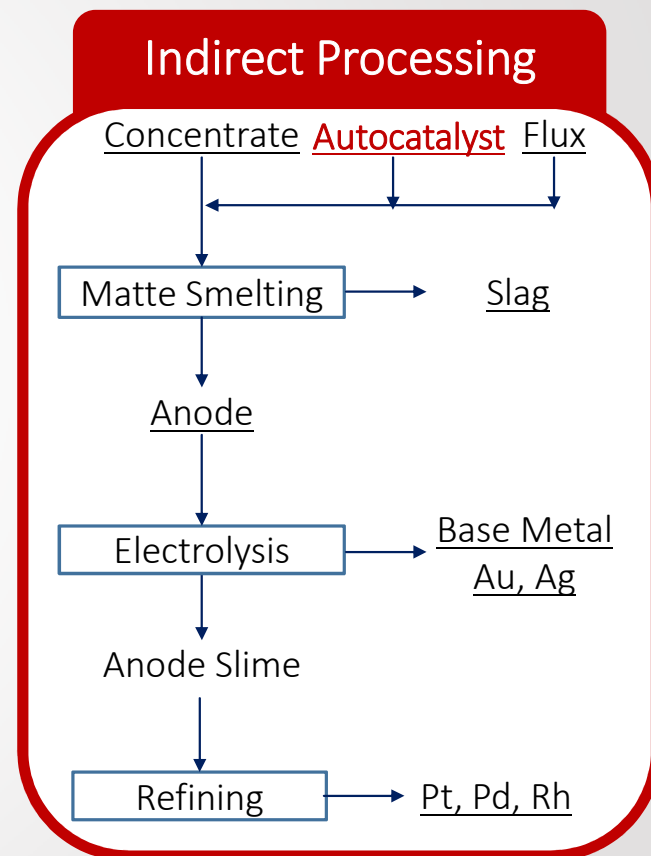 Indirect Processing
Concentrate Autocatalyst Flux
Matte Smelting Slag
Anode
Electrolysis Base Metal
Au, Ag
Anode Slime
Refining Pt, Pd, Rh